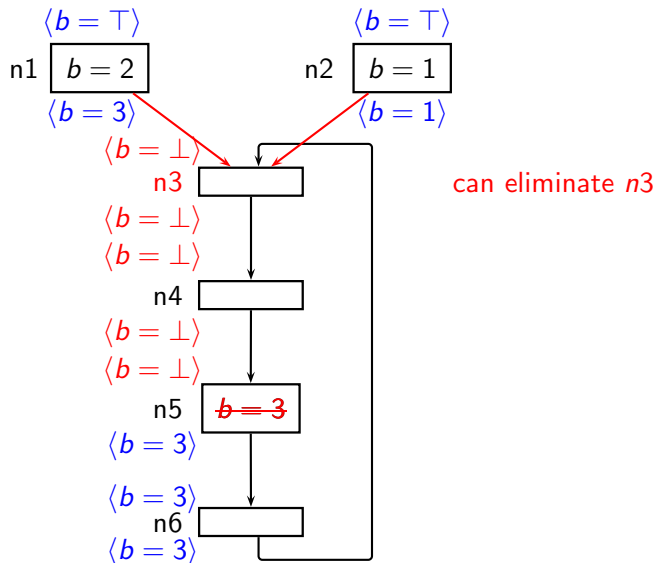 ⟨b = ⊤⟩ ⟨b = ⊤⟩
n1 b = 2 n2 b = 1
⟨b = 3⟩ ⟨b = 1⟩
⟨b = ⊥⟩
n3 can eliminate n3
⟨b = ⊥⟩
⟨b = ⊥⟩
n4
⟨b = ⊥⟩
⟨b = ⊥⟩
n5 b = 3
⟨b = 3⟩
⟨b = 3⟩
n6
⟨b = 3⟩